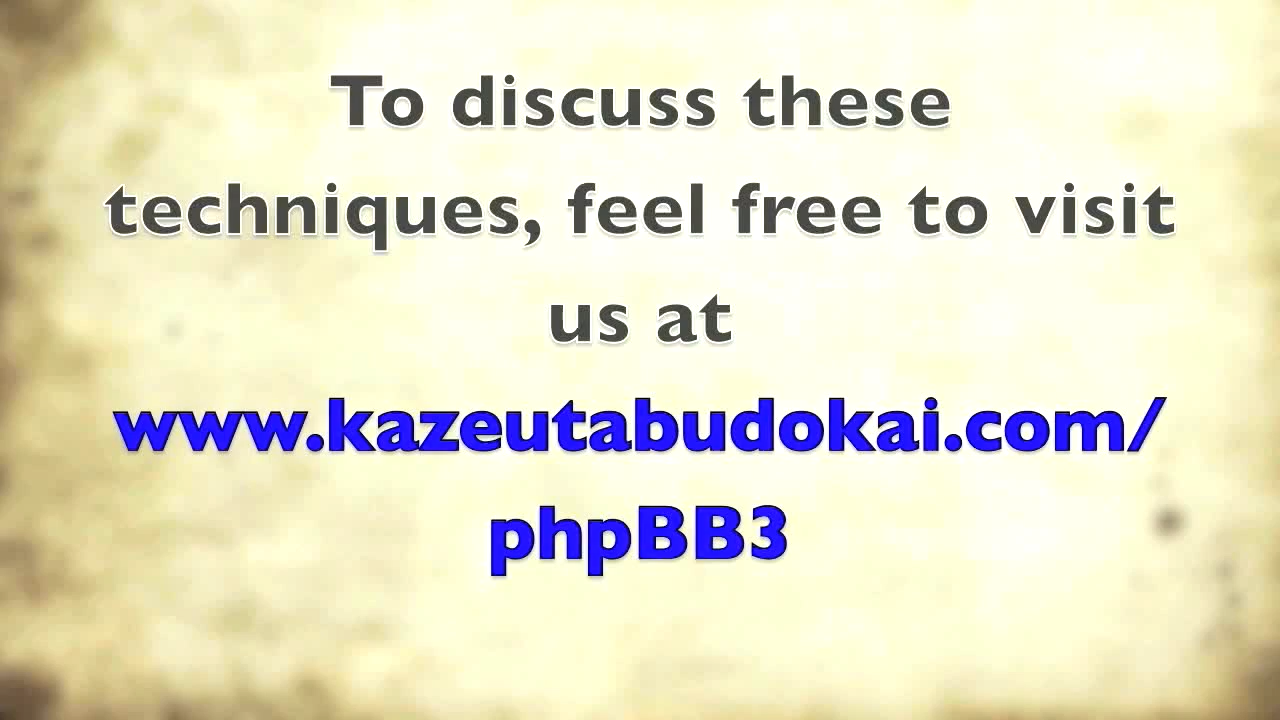 To discuss these
techniques, feel free to visit
us at
www.kazeutabudokai.com/
phpBB3